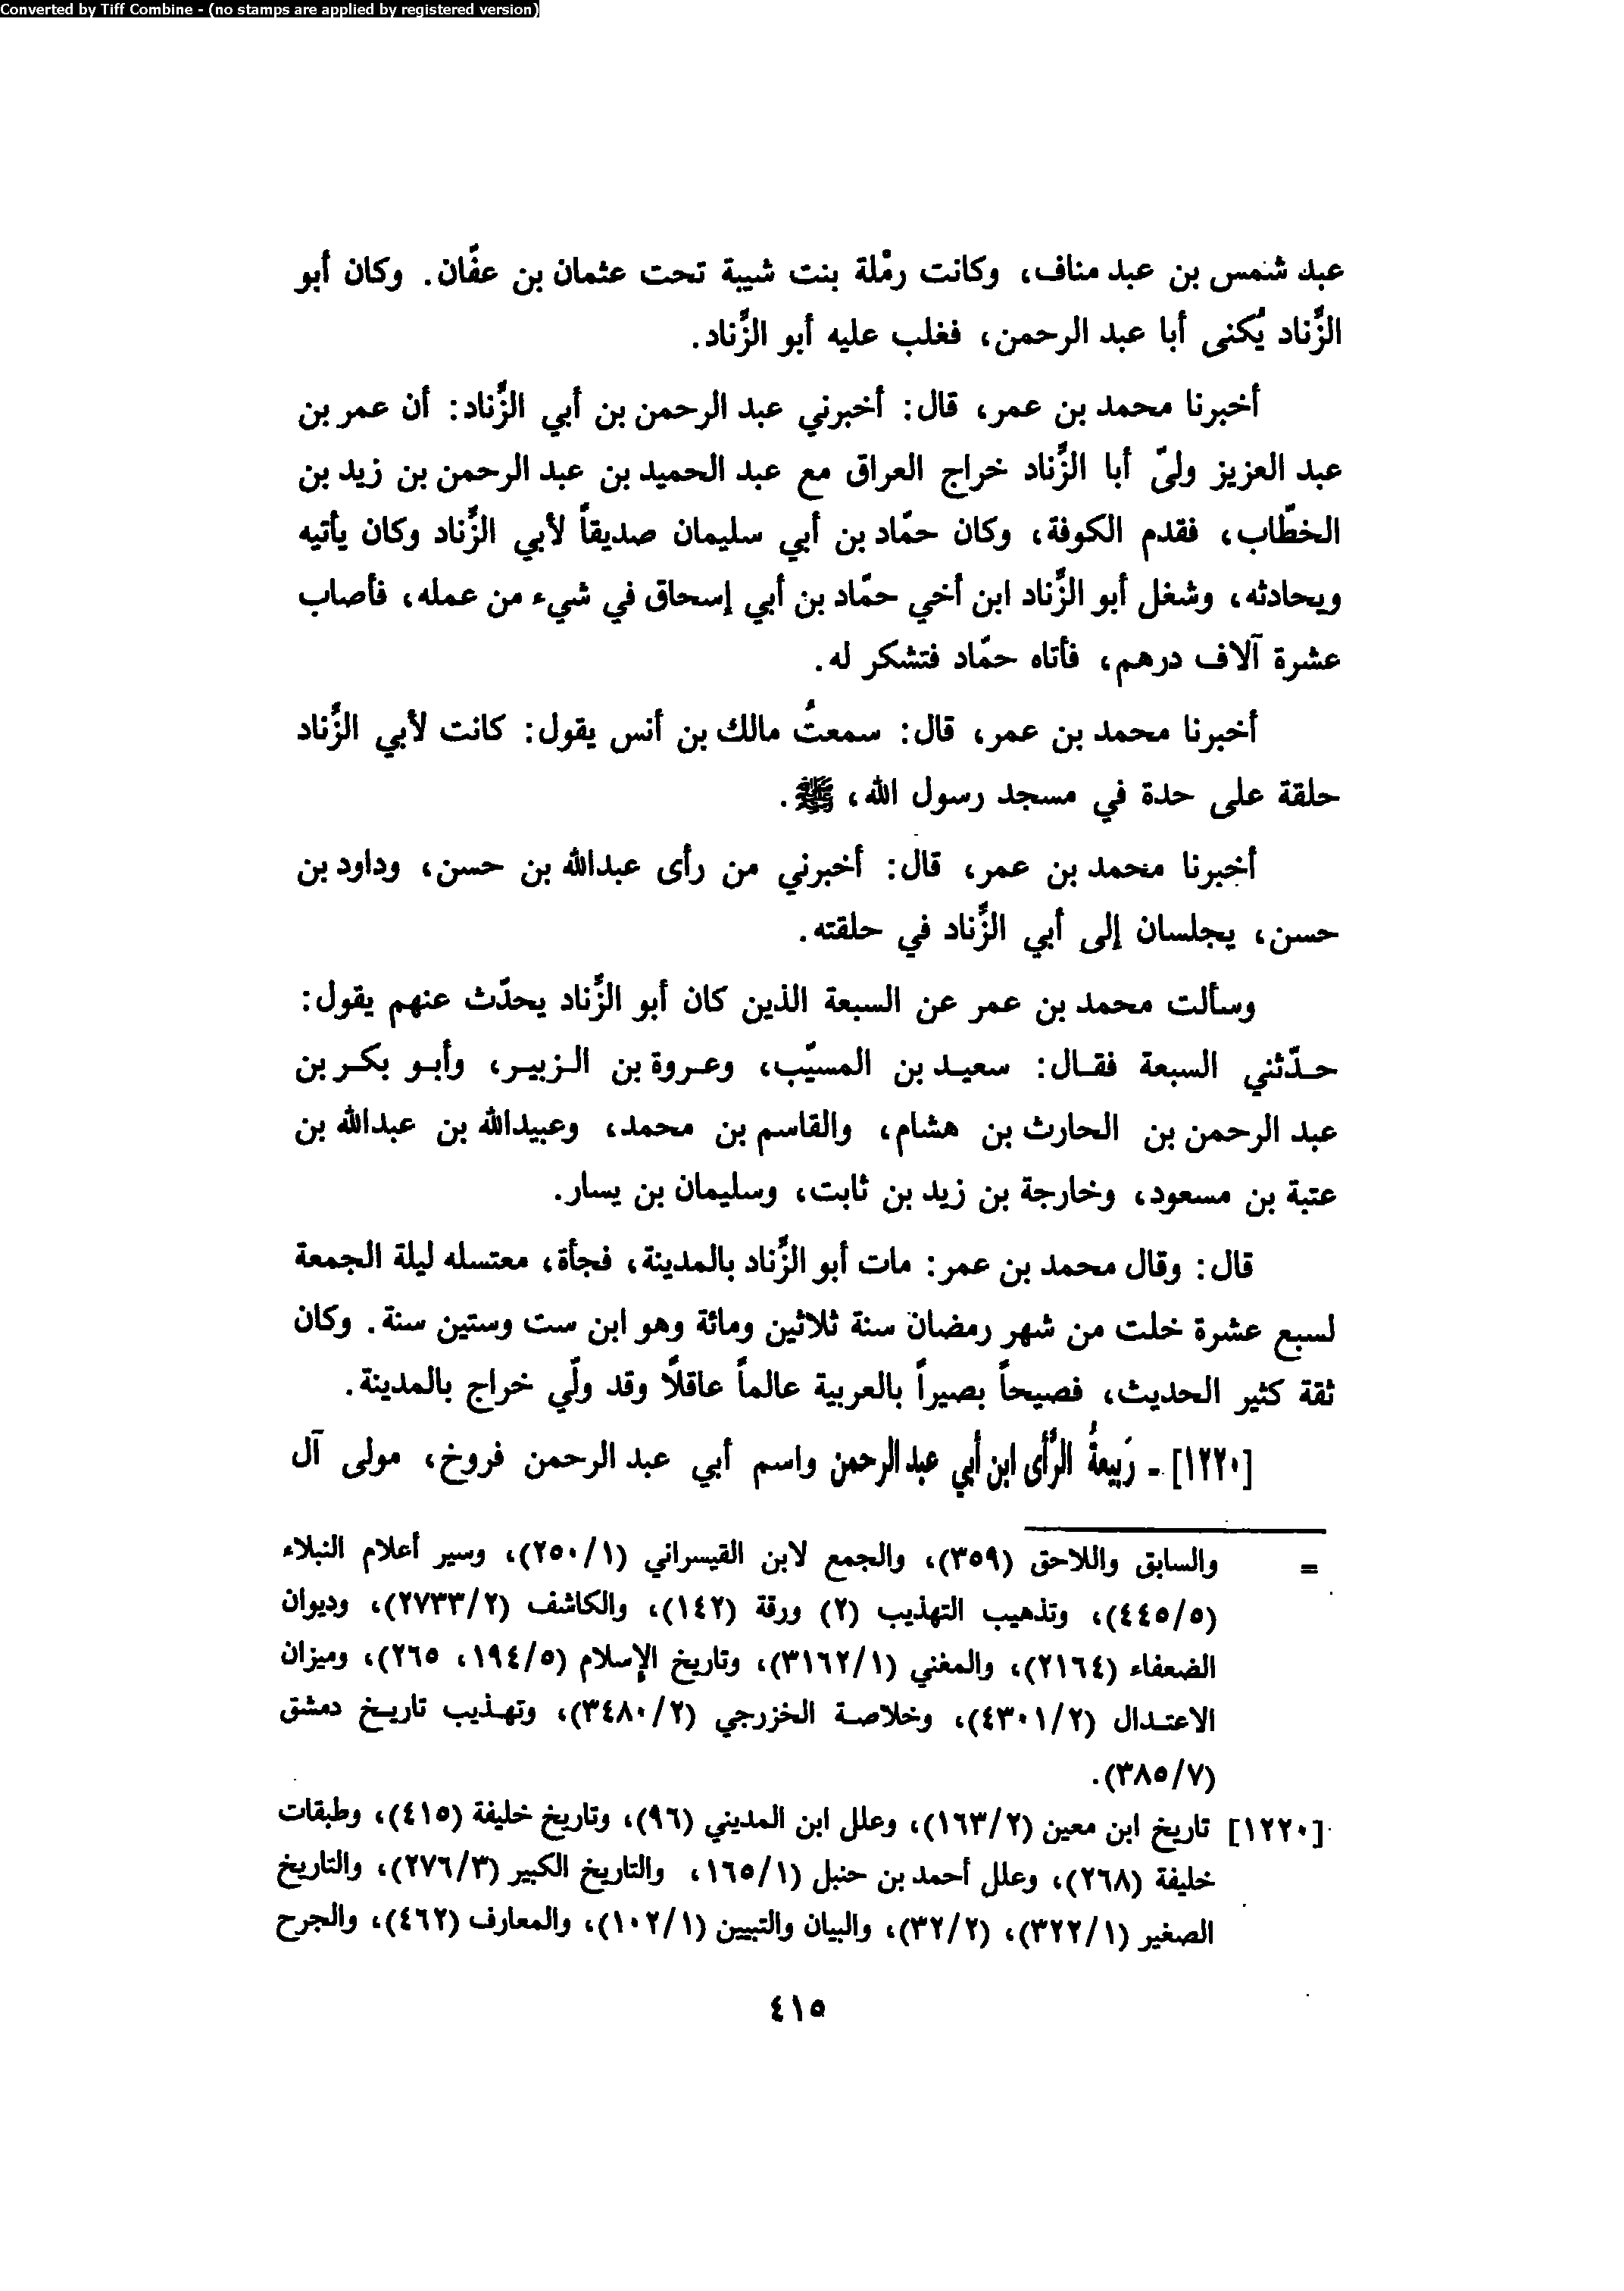 Converted by Tiff Combine - (no stamps are applied by registered version)
عبد شمس بن عبد مناف، وكانت رمْلة بنت شيبة تحت عثمان بن عفّان. وكان أبو
الزِّناد يُكنى أبا عبد الرحمن، فغلب عليه أبو الزِّناد.
أخبرنا محمد بن عمر، قال: أخبرني عبد الرحمن بن أبي الزِّناد: أن عمر بن
عبد العزيز ولىّ أبا الزِّناد خراج العراق مع عبد الحميد بن عبد الرحمن بن زيد بن
الخطّاب، فقدم الكوفة، وكان حمّاد بن أبي سليمان صديقاً لأبي الزِّناد وكان يأتيه
ويحادثه، وشغل أبو الزِّناد ابن أخي حمّاد بن أبي إسحاق في شيء من عمله، فأصاب
عشرة آلاف درهم، فأتاه حمّاد فتشكر له.
أخبرنا محمد بن عمر، قال: سمعتُ مالك بن أنس يقول: كانت لأبي الزِّناد
حلقة على حدة في مسجد رسول الله، ﷺ.
أخبرنا محمد بن عمر، قال: أخبرني من رأى عبدالله بن حسن، وداود بن
حسن، يجلسان إلى أبي الزِّناد في حلقته.
وسألت محمد بن عمر عن السبعة الذين كان أبو الزِّناد يحدّث عنهم يقول:
حدّثني السبعة فقال: سعيد بن المسيّب، وعروة بن الزبير، وأبو بكر بن
عبد الرحمن بن الحارث بن هشام، والقاسم بن محمد، وعبيدالله بن عبدالله بن
عتبة بن مسعود، وخارجة بن زيد بن ثابت، وسليمان بن يسار.
قال: وقال محمد بن عمر: مات أبو الزِّناد بالمدينة، فجأة، معتسله ليلة الجمعة
لسبع عشرة خلت من شهر رمضان سنة ثلاثين ومائة وهو ابن ست وستين سنة. وكان
ثقة كثير الحديث، فصيحاً بصيراً بالعربية عالماً عاقلاً وقد ولّي خراج بالمدينة.
[١٢٢٠] ـ رَبيعةُ الرَّأى ابن أبي عبد الرحمن واسم أبي عبد الرحمن فروخ، مولى آل
= والسابق واللاحق (٣٥٩)، والجمع لابن القيسراني (١/٢٥٠)، وسير أعلام النبلاء
(٥/٤٤٥)، وتذهيب التهذيب (٢) ورقة (١٤٢)، والكاشف (٢/٢٧٣٣)، وديوان
الضعفاء (٢١٦٤)، والمغني (١/٣١٦٢)، وتاريخ الإسلام (٥/١٩٤، ٢٦٥)، وميزان
الاعتدال (٢/٤٣٠١)، وخلاصة الخزرجي (٢/٣٤٨٠)، وتهذيب تاريخ دمشق
(٧/٣٨٥).
[١٢٢٠] تاريخ ابن معين (٢/١٦٣)، وعلل ابن المديني (٩٦)، وتاريخ خليفة (٤١٥)، وطبقات
خليفة (٢٦٨)، وعلل أحمد بن حنبل (١/١٦٥، والتاريخ الكبير (٣/٢٧٦)، والتاريخ
الصغير (١/٣٢٢)، (٢/٣٢)، والبيان والتبيين (١/١٠٢)، والمعارف (٤٦٢)، والجرح
٤١٥